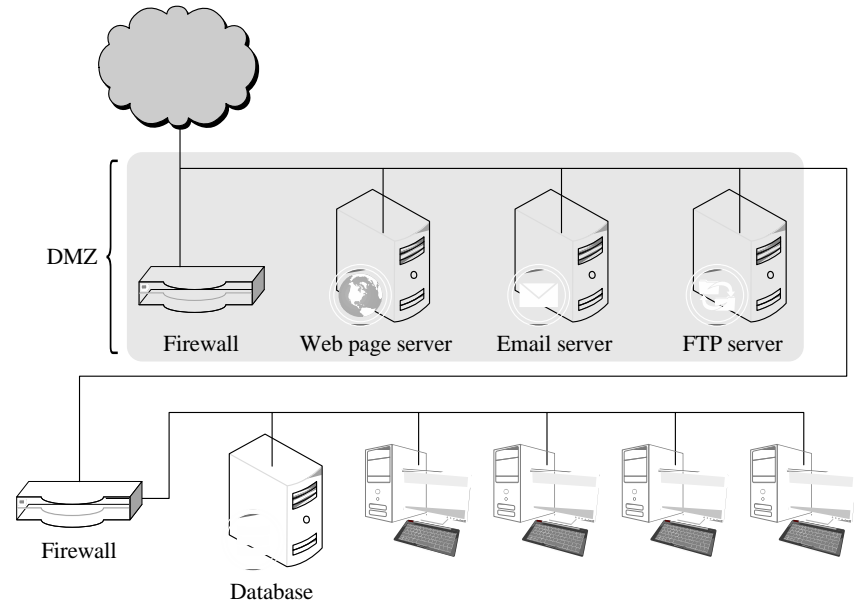 DMZ
Firewall
Web page server
Email server
FTP server
Firewall
Database